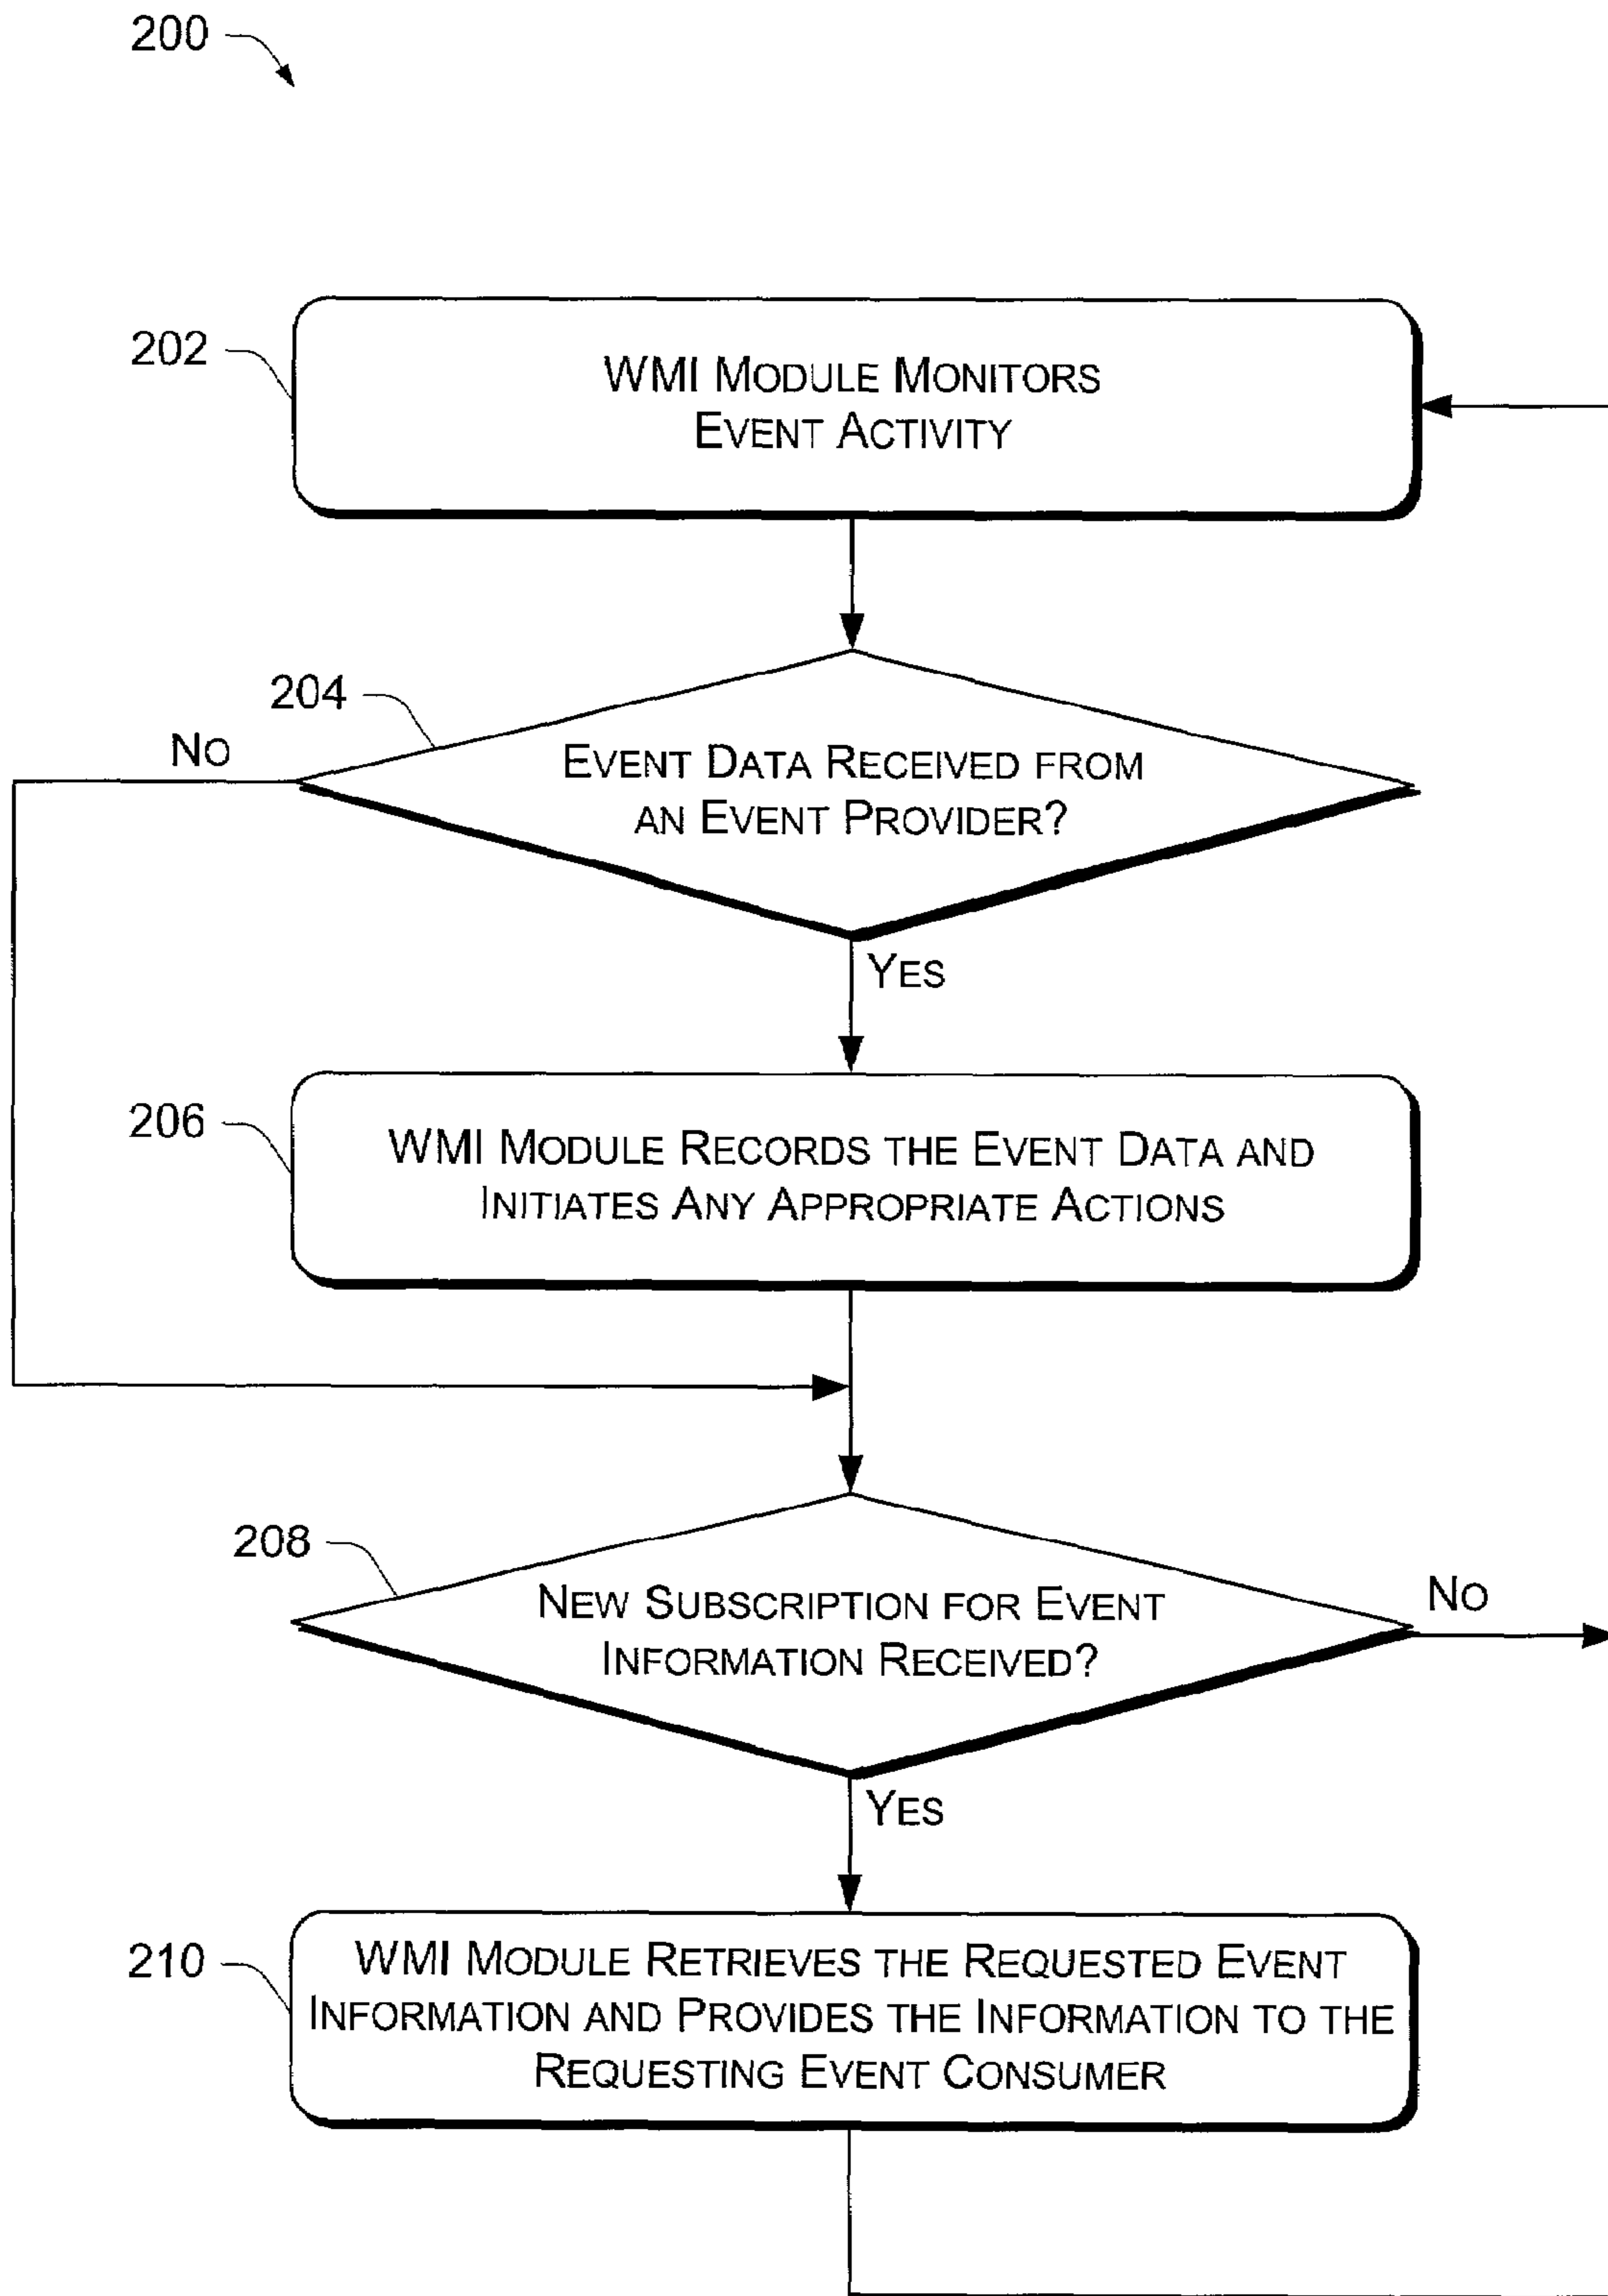 200
202
WMI MODULE MONITORS
EVENT ACTIVITY
204
NO
EVENT DATA RECEIVED FROM
AN EVENT PROVIDER?
YES
206
WMI MODULE RECORDS THE EVENT DATA AND
INITIATES ANY APPROPRIATE ACTIONS
208
NEW SUBSCRIPTION FOR EVENT
INFORMATION RECEIVED?
NO
YES
210
WMI MODULE RETRIEVES THE REQUESTED EVENT
INFORMATION AND PROVIDES THE INFORMATION TO THE
REQUESTING EVENT CONSUMER